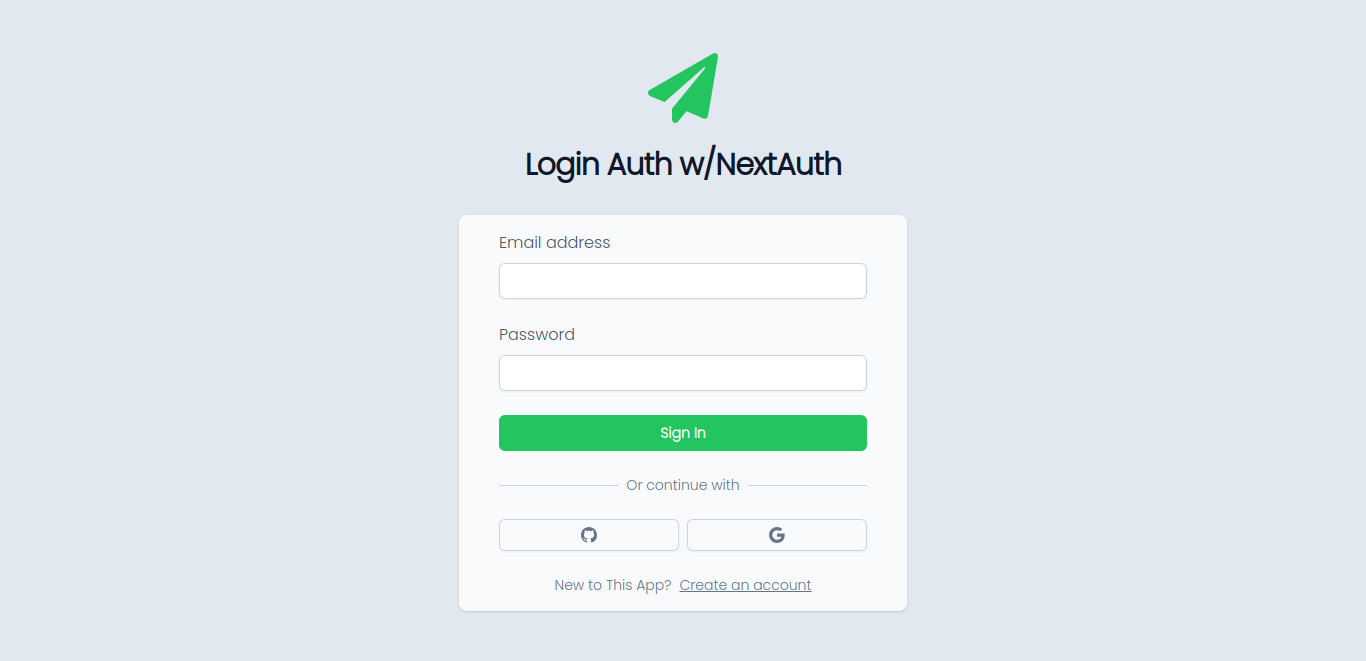 Login Auth w/NextAuth
Email address
Password
Sign In
Or continue with
New to This App? Create an account